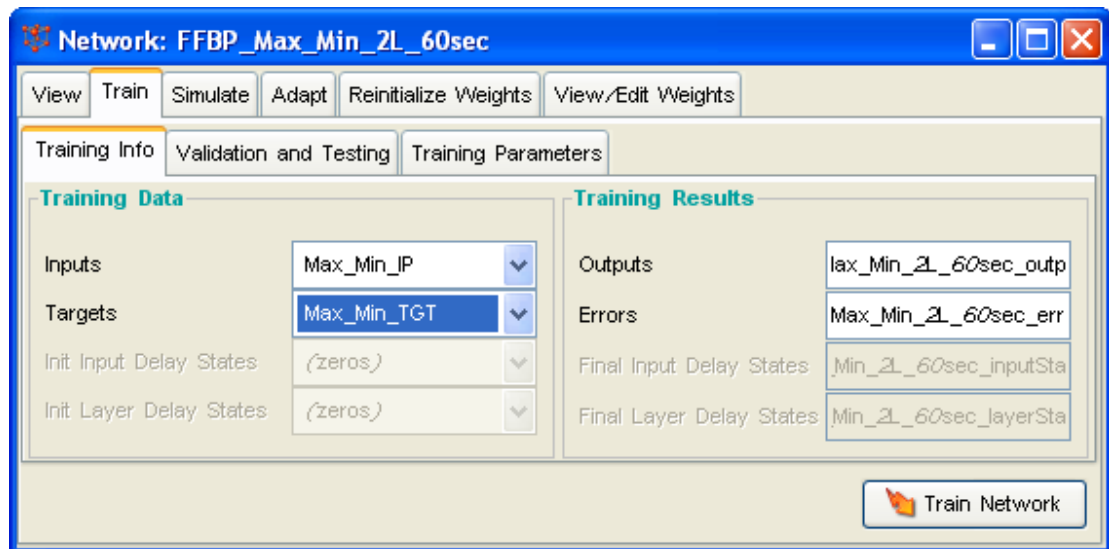 Network: FFBP_Max_Min_2L_60sec
View Train Simulate Adapt Reinitialize Weights View/Edit Weights
Training Info Validation and Testing Training Parameters
Training Data
Inputs Max_Min_IP
Targets Max_Min_TGT
Init Input Delay States (zeros)
Init Layer Delay States (zeros)
Training Results
Outputs lax_Min_2L_60sec_outp
Errors Max_Min_2L_60sec_err
Final Input Delay States _Min_2L_60sec_inputSta
Final Layer Delay States _Min_2L_60sec_layerSta
Train Network